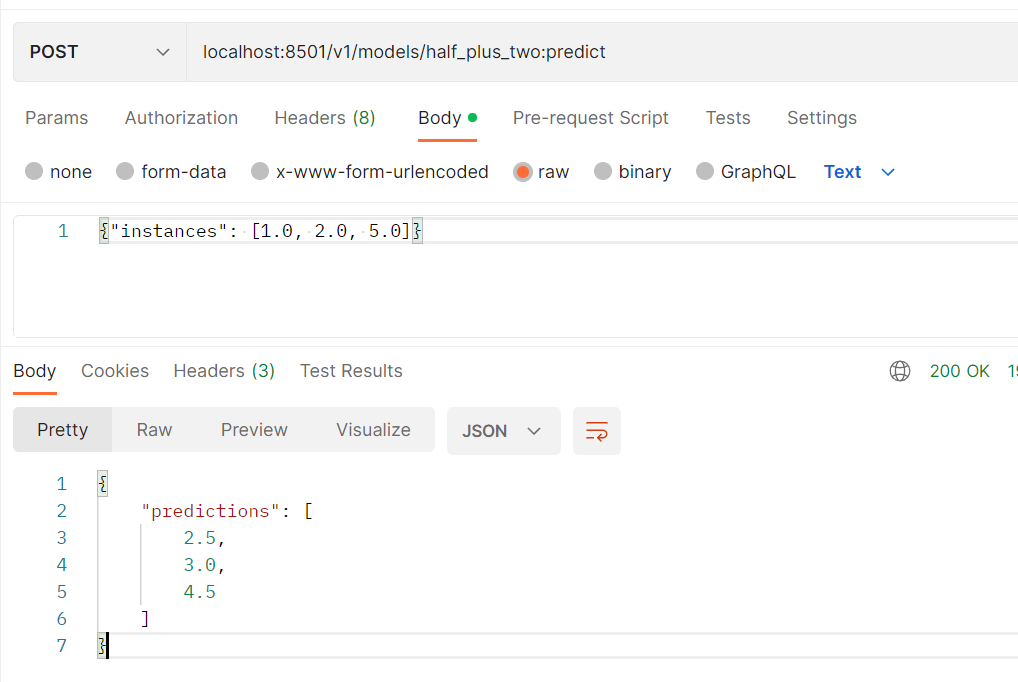 POST localhost:8501/v1/models/half_plus_two:predict
Params Authorization Headers (8) Body Pre-request Script Tests Settings
none form-data x-www-form-urlencoded raw binary GraphQL Text
1 {"instances": [1.0, 2.0, 5.0]}
Body Cookies Headers (3) Test Results 200 OK
Pretty Raw Preview Visualize JSON
1 {
2 "predictions": [
3 2.5,
4 3.0,
5 4.5
6 ]
7 }